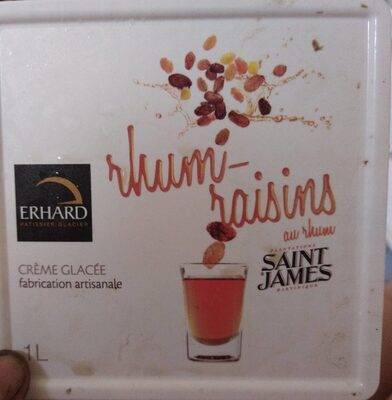 rhum-
raisins
au rhum
PLANTATIONS
SAINT
JAMES
MARTINIQUE
ERHARD
PATISSIER GLACIER
CRÈME GLACÉE
fabrication artisanale
1L